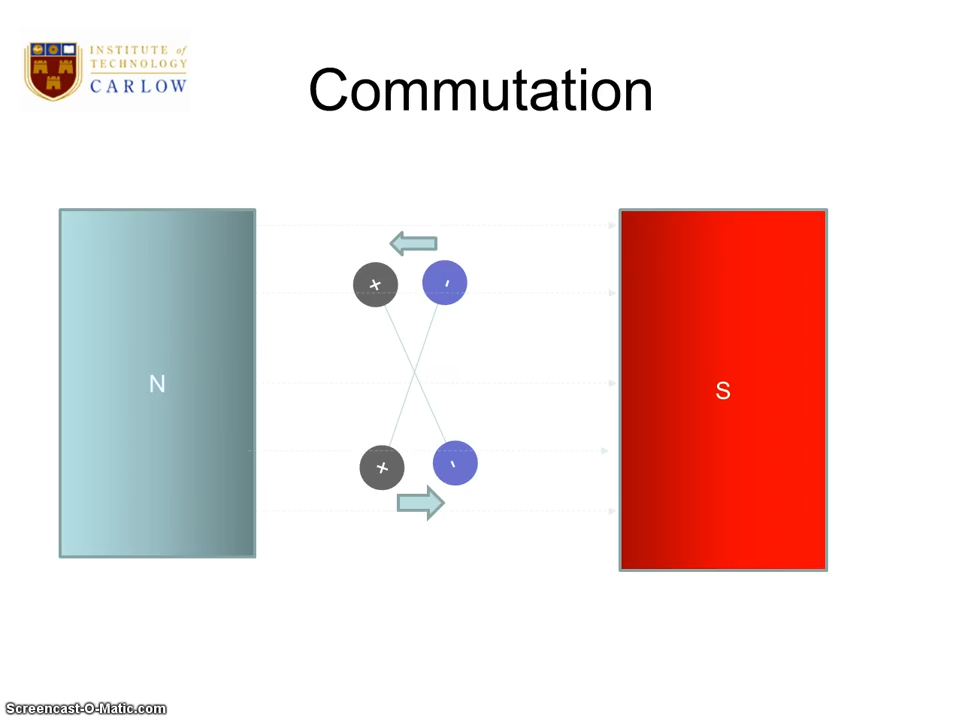 INSTITUTE of
TECHNOLOGY
CARLOW
Commutation
+ -
N
S
+ -
Screencast-O-Matic.com